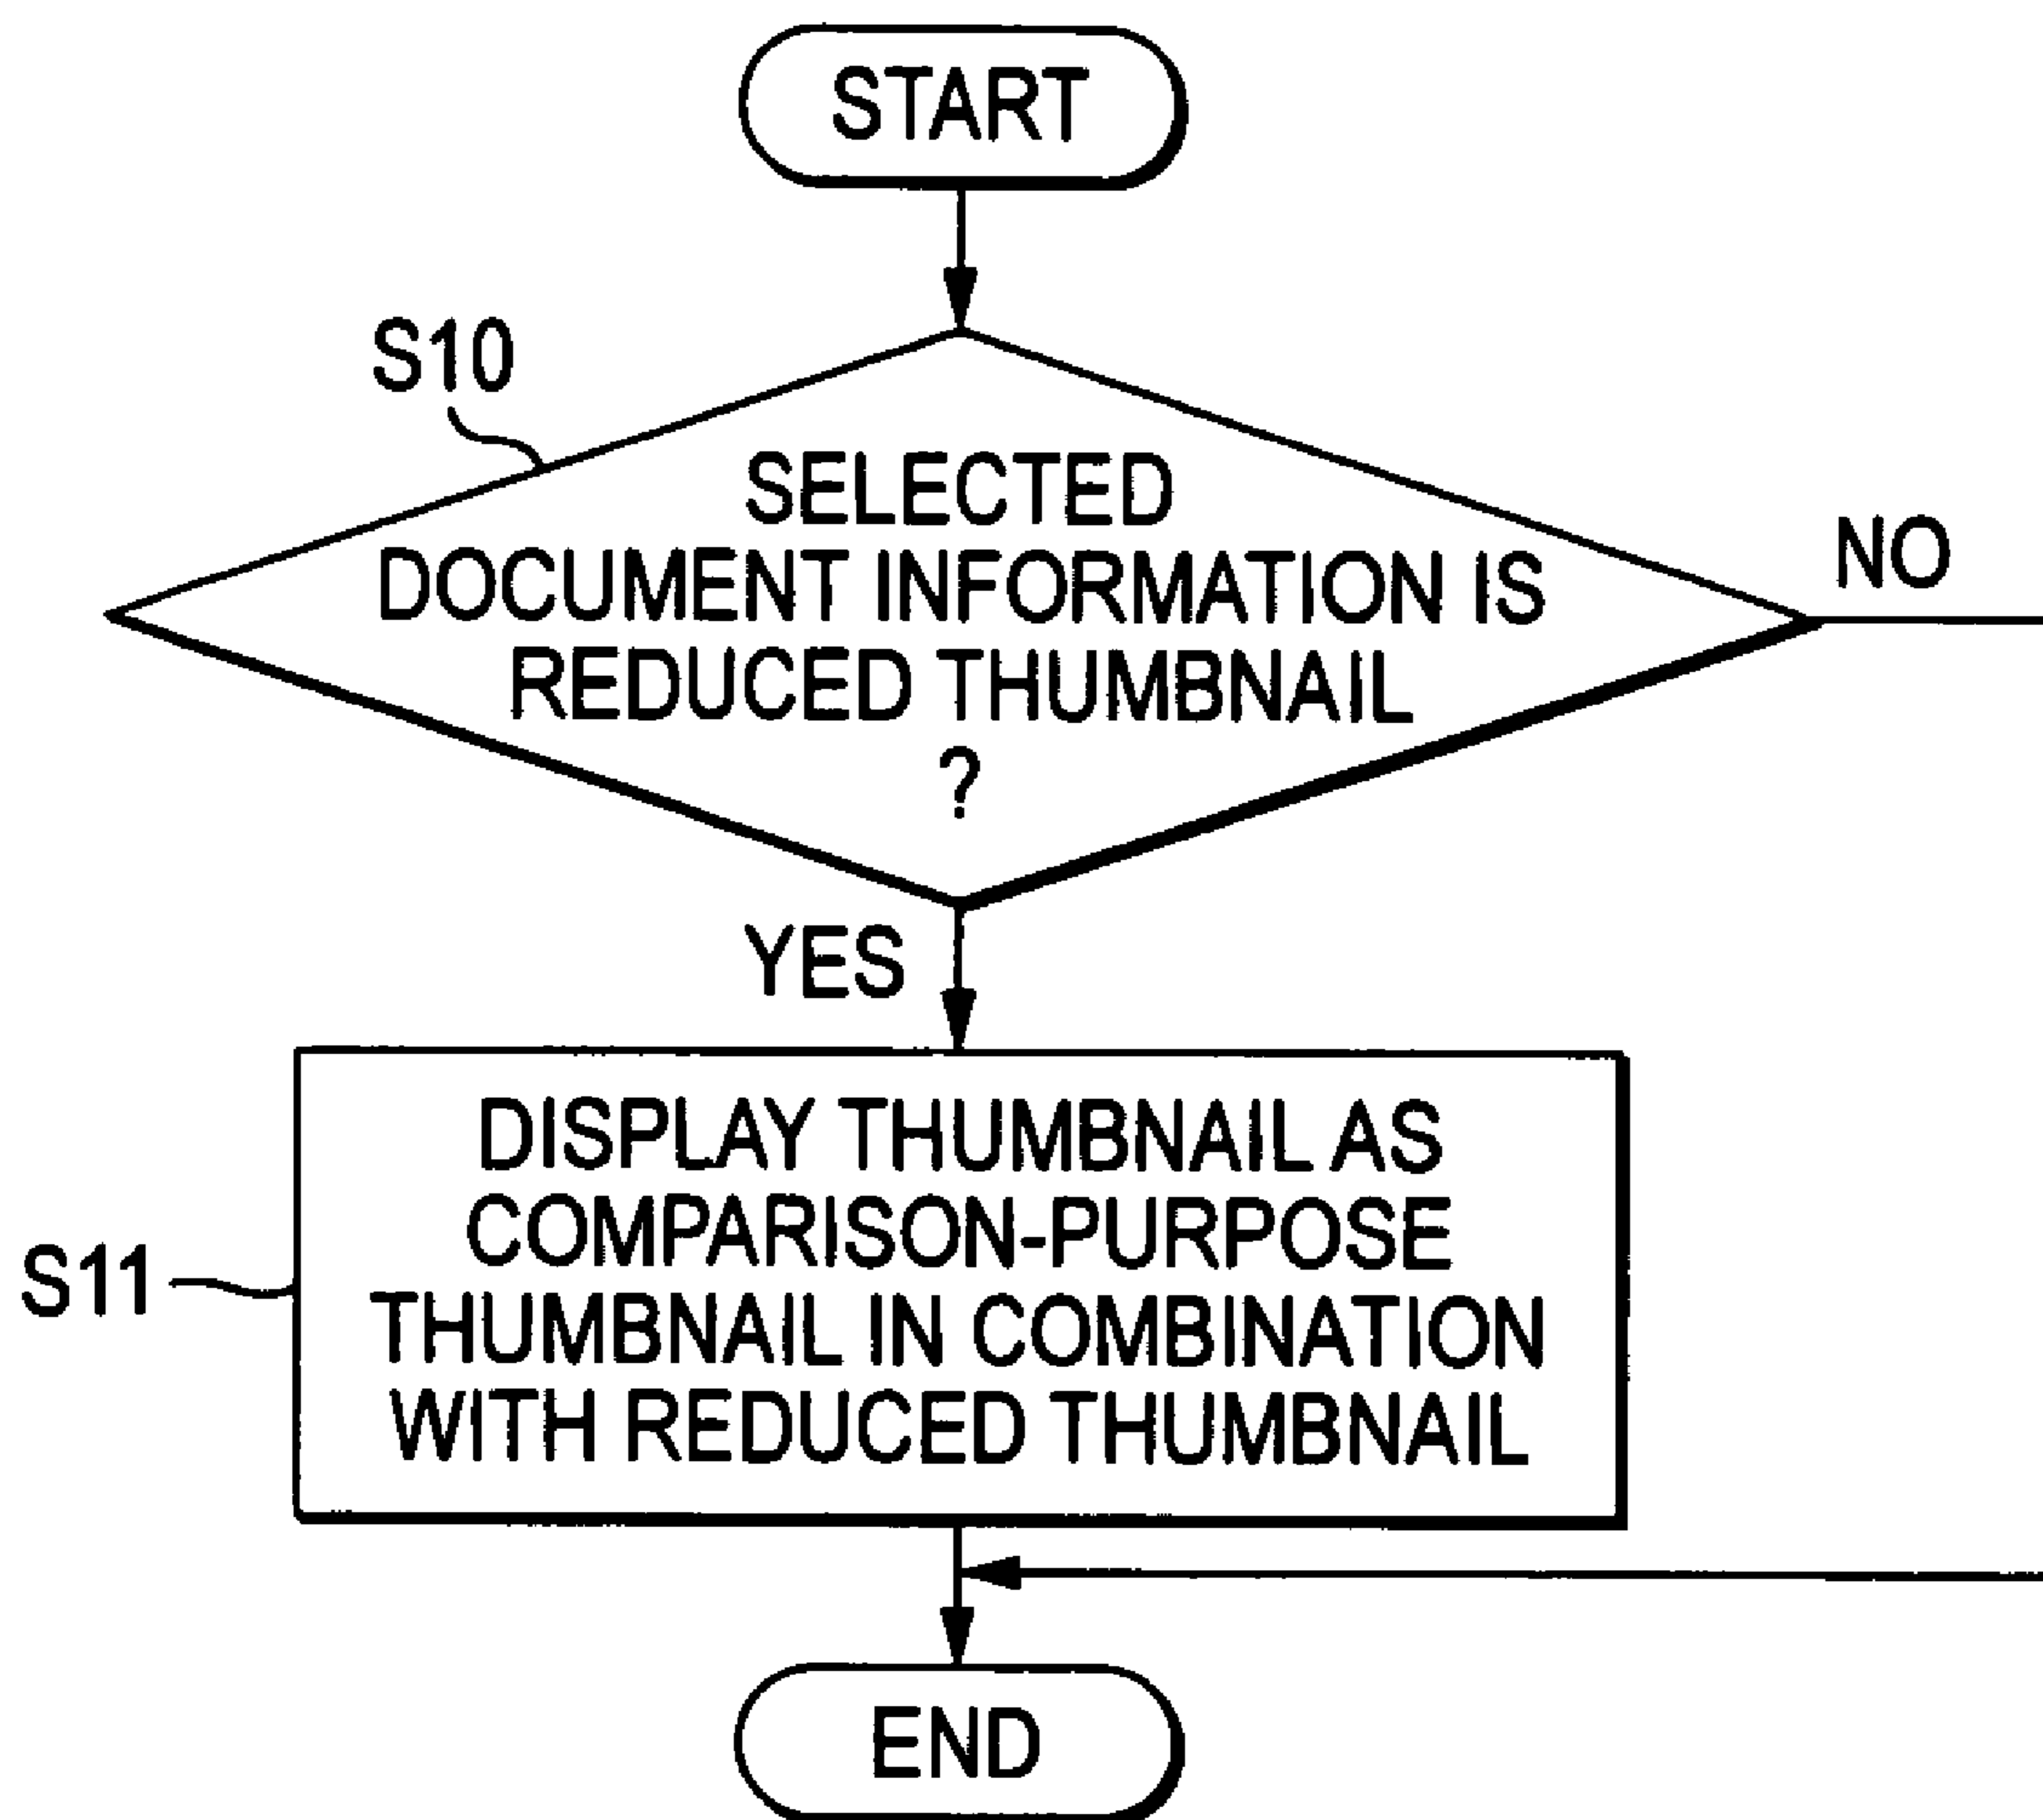 START
S10
SELECTED
DOCUMENT INFORMATION IS
REDUCED THUMBNAIL
?
NO
YES
DISPLAY THUMBNAIL AS
COMPARISON-PURPOSE
THUMBNAIL IN COMBINATION
WITH REDUCED THUMBNAIL
S11
END